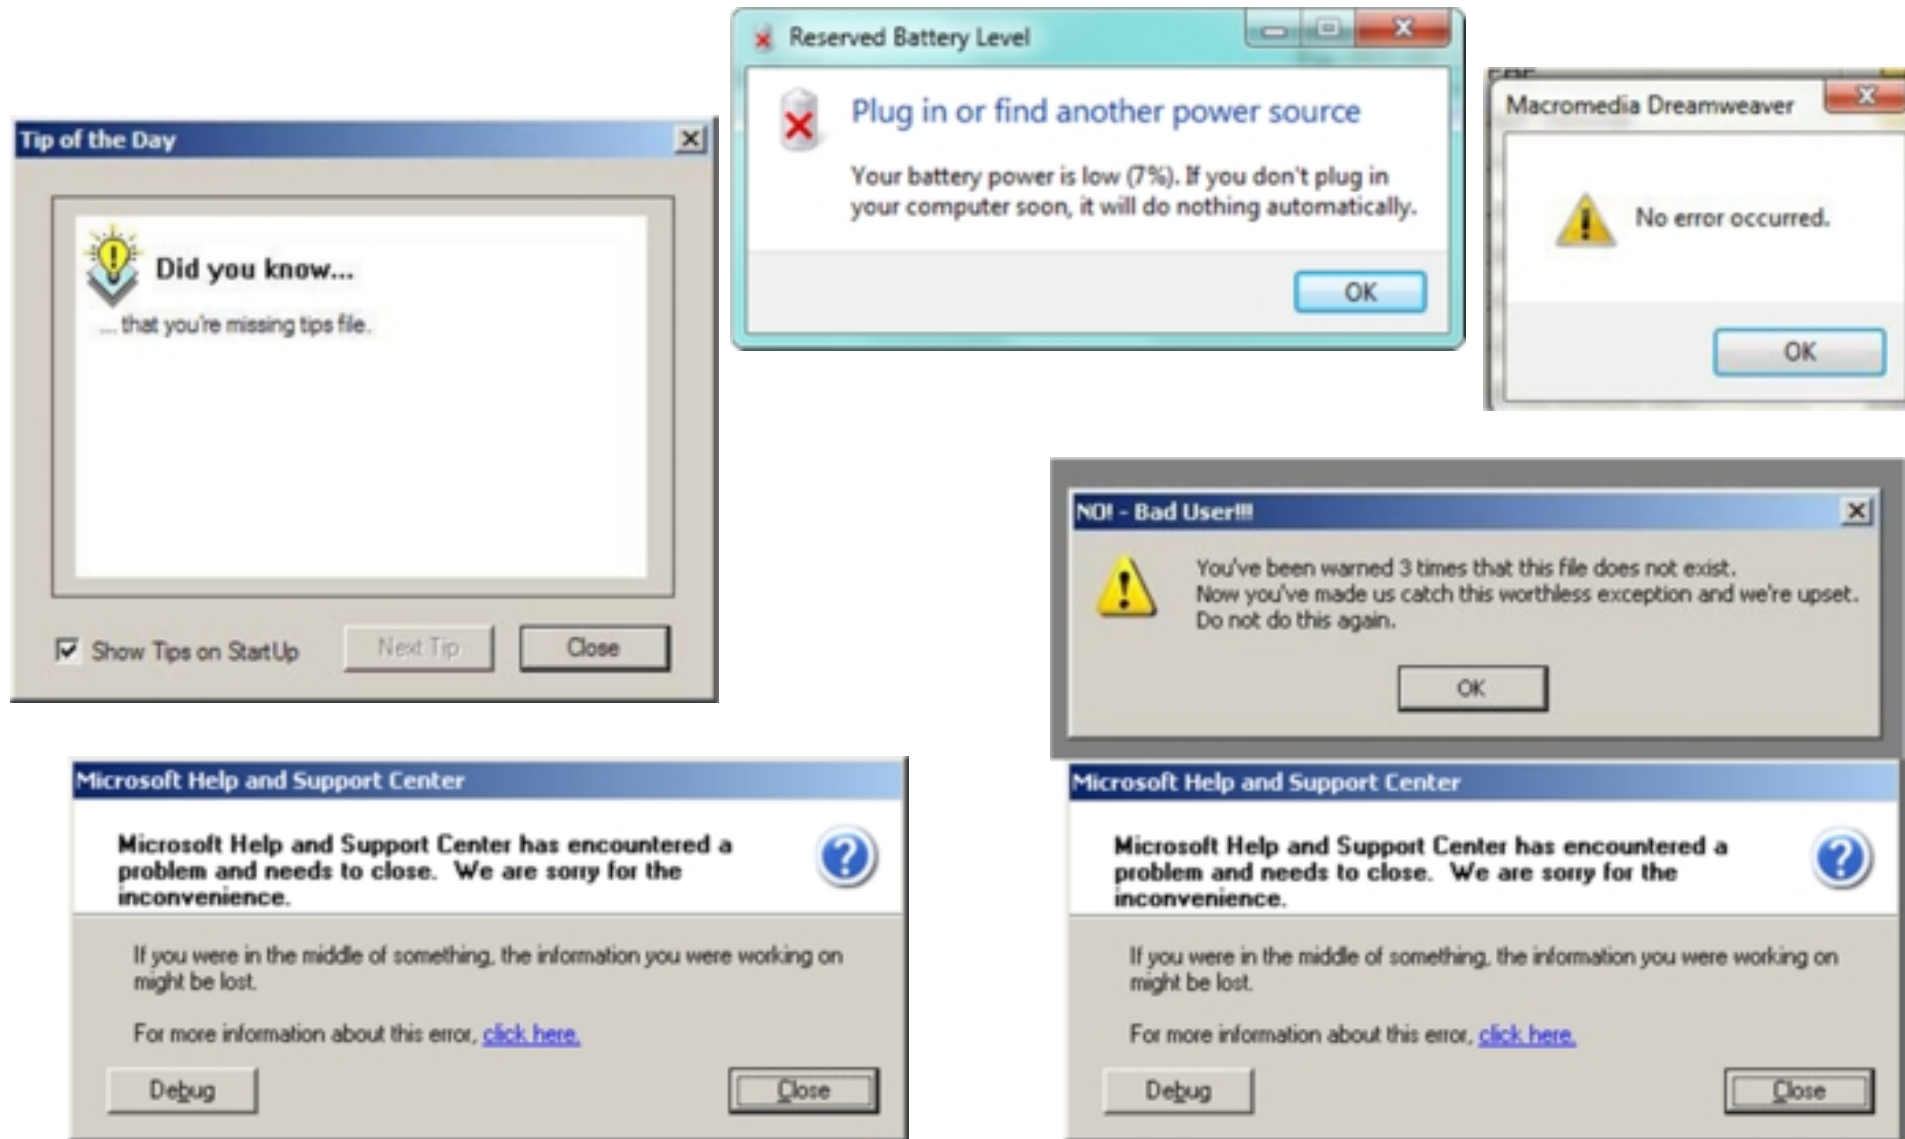 Reserved Battery Level
Plug in or find another power source
Your battery power is low (7%). If you don't plug in
your computer soon, it will do nothing automatically.
OK
Macromedia Dreamweaver
No error occurred.
OK
Tip of the Day
Did you know...
... that you're missing tips file.
Show Tips on StartUp
Next Tip
Close
NO! - Bad User!!!
You've been warned 3 times that this file does not exist.
Now you've made us catch this worthless exception and we're upset.
Do not do this again.
OK
Microsoft Help and Support Center
Microsoft Help and Support Center has encountered a
problem and needs to close. We are sorry for the
inconvenience.
If you were in the middle of something, the information you were working on
might be lost.
For more information about this error, click here.
Debug
Close
Microsoft Help and Support Center
Microsoft Help and Support Center has encountered a
problem and needs to close. We are sorry for the
inconvenience.
If you were in the middle of something, the information you were working on
might be lost.
For more information about this error, click here.
Debug
Close